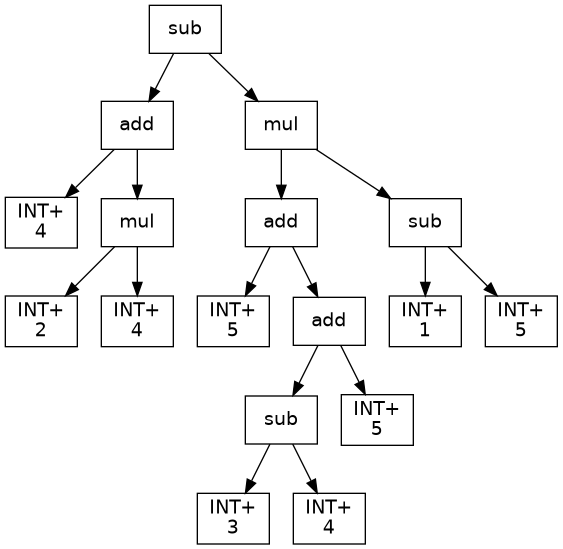 sub
add
mul
INT+
4
mul
add
sub
INT+
2
INT+
4
INT+
5
add
INT+
1
INT+
5
sub
INT+
5
INT+
3
INT+
4